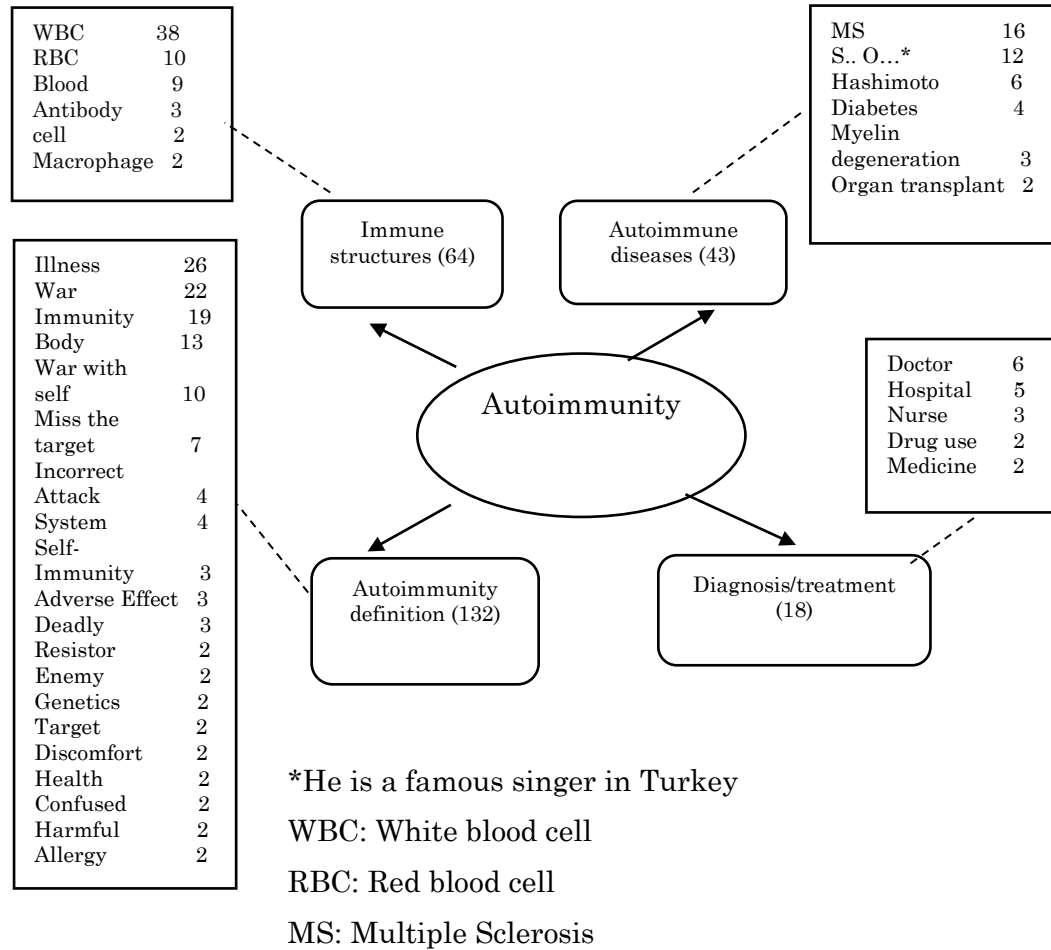 WBC 38
RBC 10
Blood 9
Antibody 3
cell 2
Macrophage 2
MS 16
S.. O…* 12
Hashimoto 6
Diabetes 4
Myelin
degeneration 3
Organ transplant 2
Immune
structures (64)
Autoimmune
diseases (43)
Illness 26
War 22
Immunity 19
Body 13
War with
self 10
Miss the
target 7
Incorrect
Attack 4
System 4
Self-
Immunity 3
Adverse Effect 3
Deadly 3
Resistor 2
Enemy 2
Genetics 2
Target 2
Discomfort 2
Health 2
Confused 2
Harmful 2
Allergy 2
Autoimmunity
Doctor 6
Hospital 5
Nurse 3
Drug use 2
Medicine 2
Autoimmunity
definition (132)
Diagnosis/treatment
(18)
*He is a famous singer in Turkey
WBC: White blood cell
RBC: Red blood cell
MS: Multiple Sclerosis